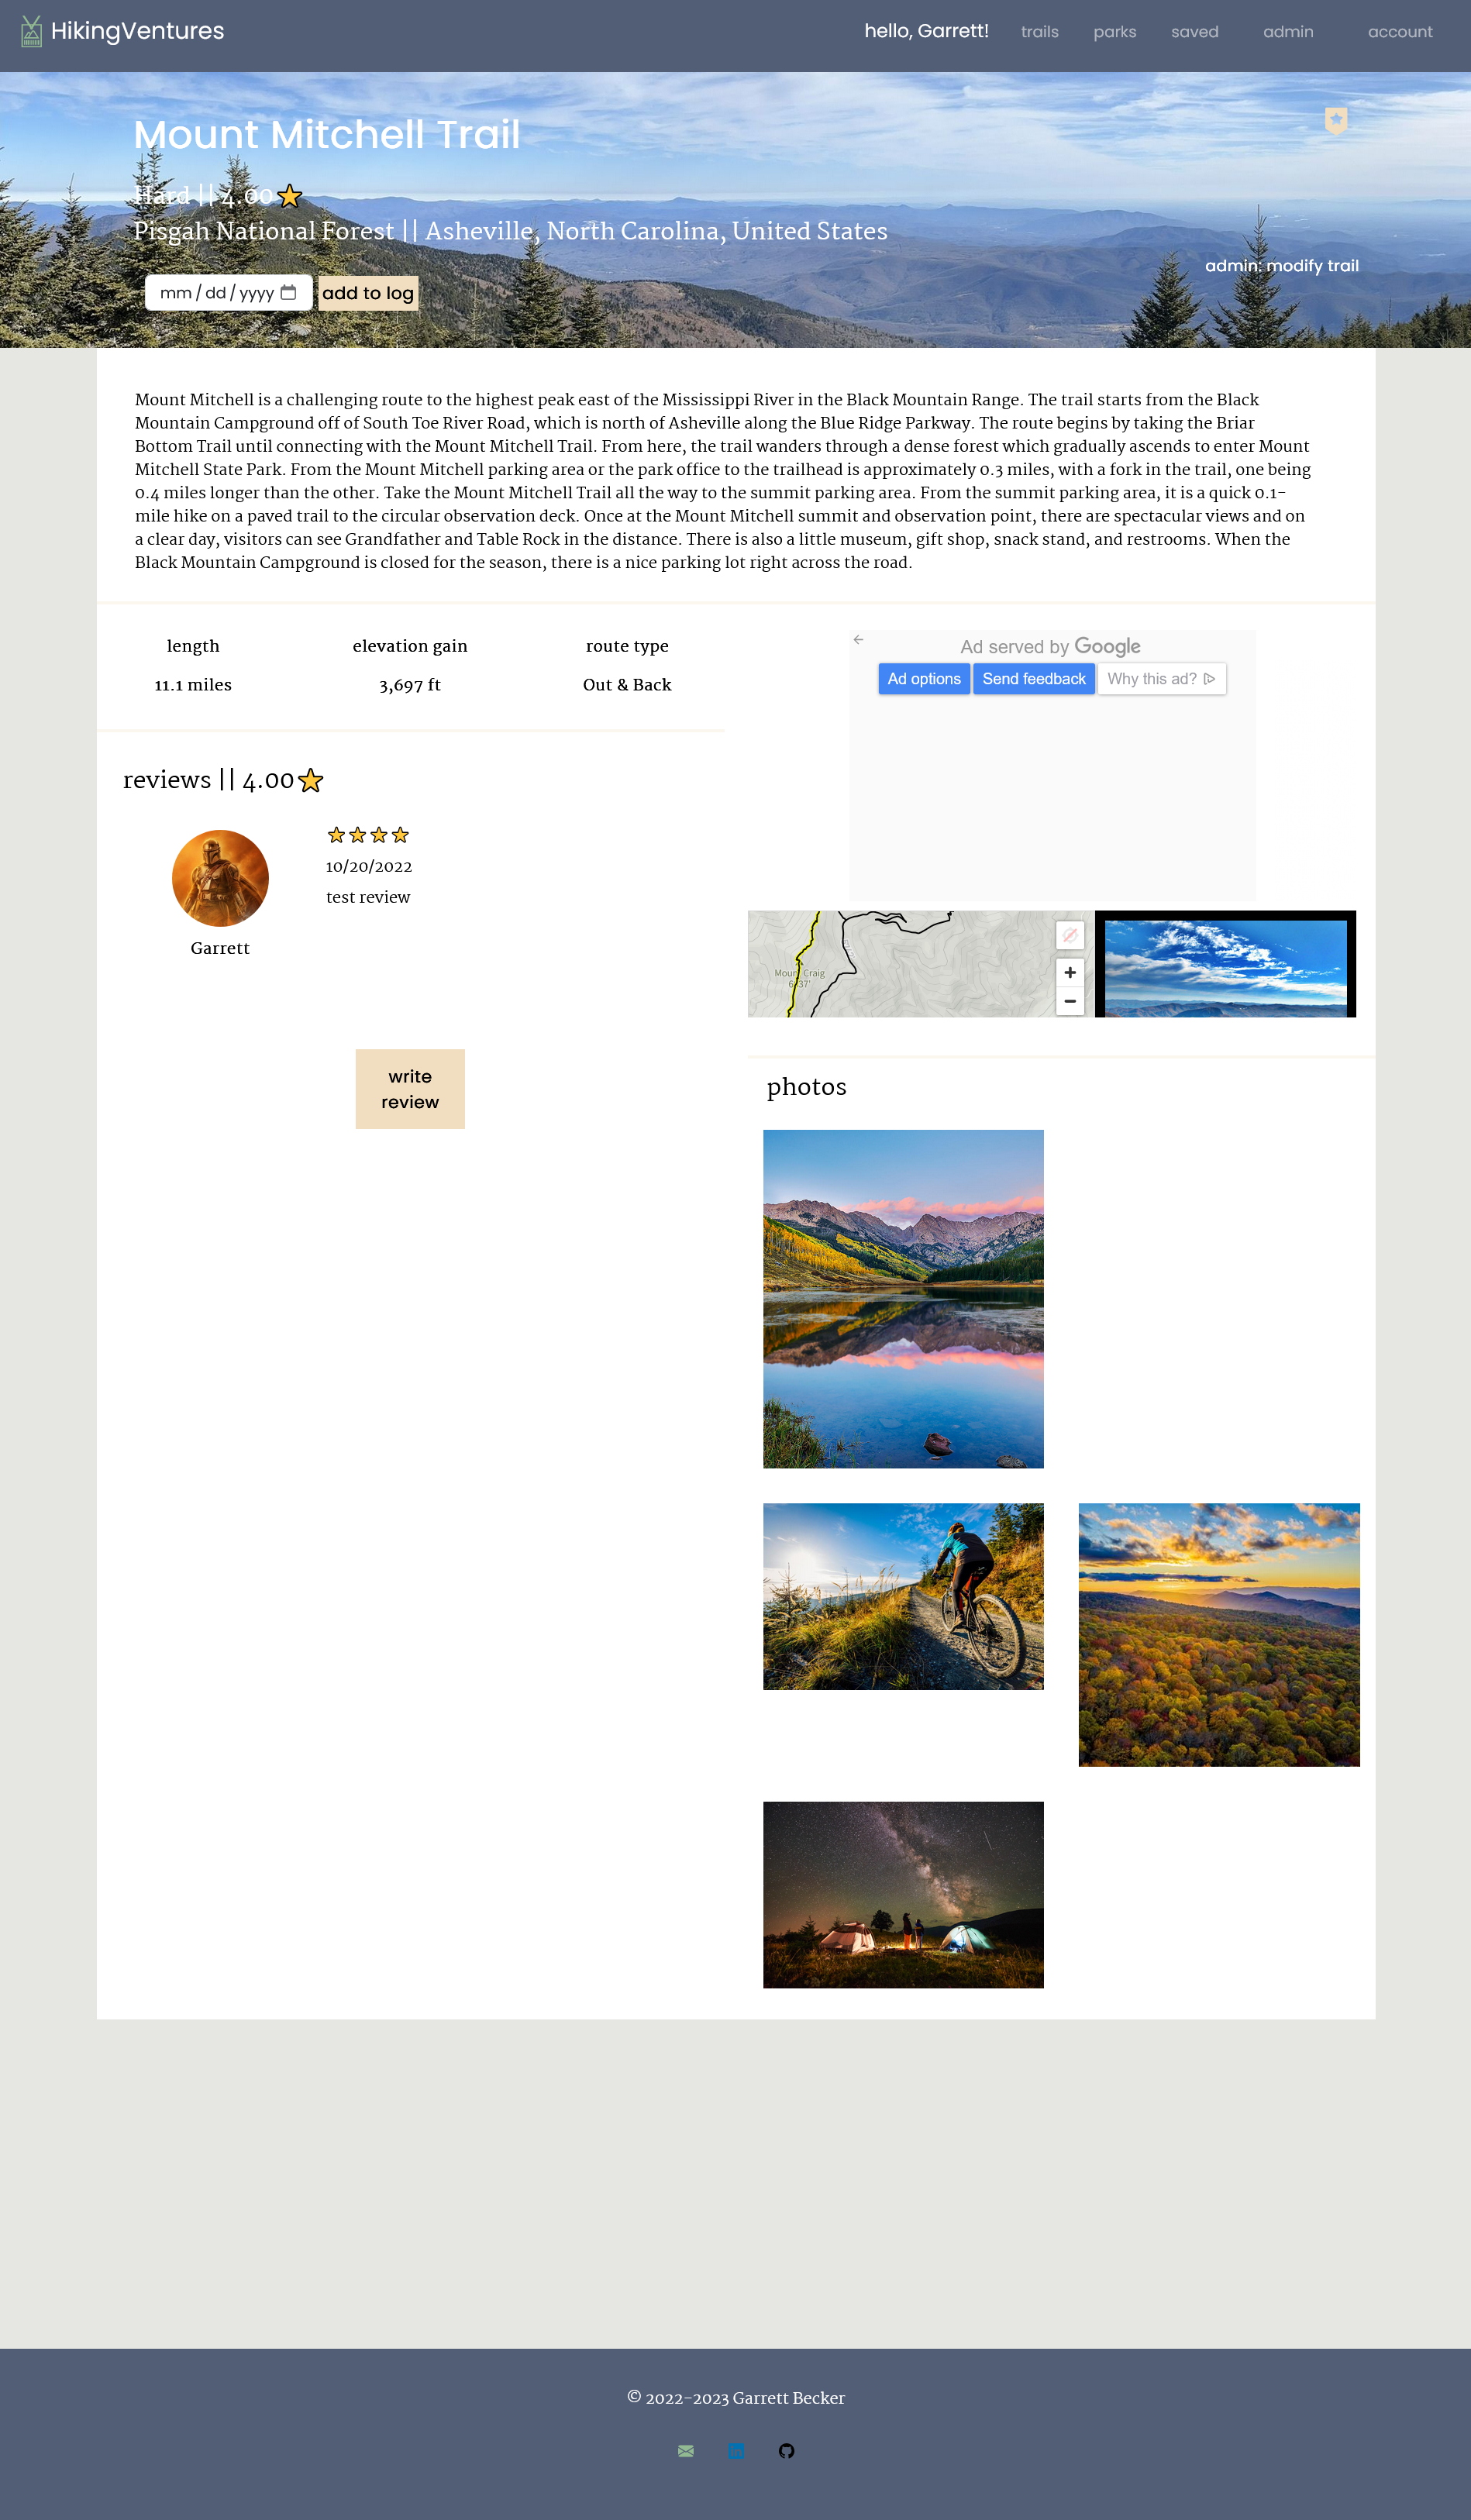 HikingVentures
hello, Garrett!
trails
parks
saved
admin
account
Mount Mitchell Trail
Hard || 4.00
Pisgah National Forest || Asheville, North Carolina, United States
admin: modify trail
mm/dd/yyyy
add to log
Mount Mitchell is a challenging route to the highest peak east of the Mississippi River in the Black Mountain Range. The trail starts from the Black
Mountain Campground off of South Toe River Road, which is north of Asheville along the Blue Ridge Parkway. The route begins by taking the Briar
Bottom Trail until connecting with the Mount Mitchell Trail. From here, the trail wanders through a dense forest which gradually ascends to enter Mount
Mitchell State Park. From the Mount Mitchell parking area or the park office to the trailhead is approximately 0.3 miles, with a fork in the trail, one being
0.4 miles longer than the other. Take the Mount Mitchell Trail all the way to the summit parking area. From the summit parking area, it is a quick 0.1-
mile hike on a paved trail to the circular observation deck. Once at the Mount Mitchell summit and observation point, there are spectacular views and on
a clear day, visitors can see Grandfather and Table Rock in the distance. There is also a little museum, gift shop, snack stand, and restrooms. When the
Black Mountain Campground is closed for the season, there is a nice parking lot right across the road.
length
elevation gain
route type
11.1 miles
3,697 ft
Out & Back
Ad served by Google
Ad options
Send feedback
Why this ad?
reviews || 4.00
10/20/2022
test review
Garrett
Mount Craig
write
review
photos
© 2022-2023 Garrett Becker